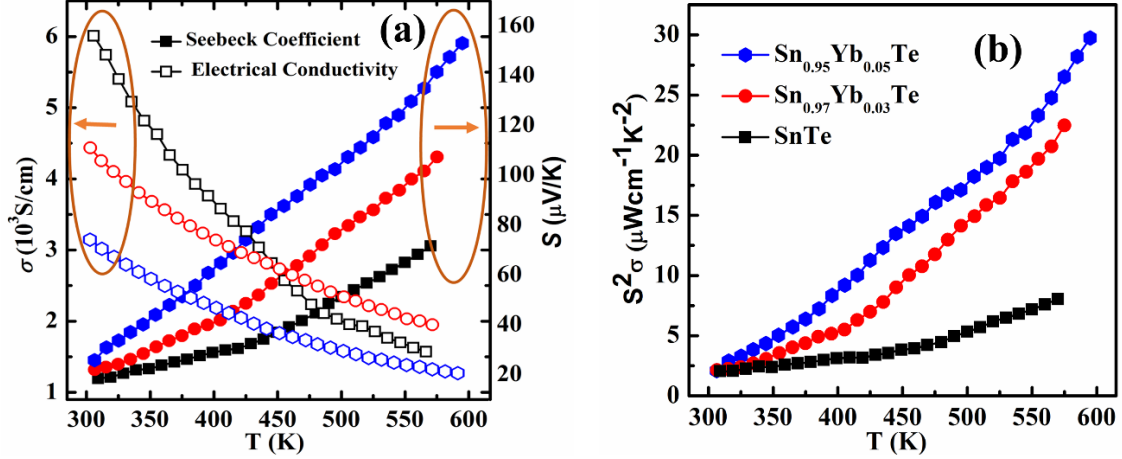 (a)
Seebeck Coefficient
Electrical Conductivity
σ (10³S/cm)
6
5
4
3
2
1
300
350
400
450
500
550
600
T (K)
160
140
120
100
80
60
40
20
S (μV/K)
(b)
Sn₀.₉₅Yb₀.₀₅Te
Sn₀.₉₇Yb₀.₀₃Te
SnTe
S²σ (μWcm⁻¹K⁻²)
30
25
20
15
10
5
0
300
350
400
450
500
550
600
T (K)